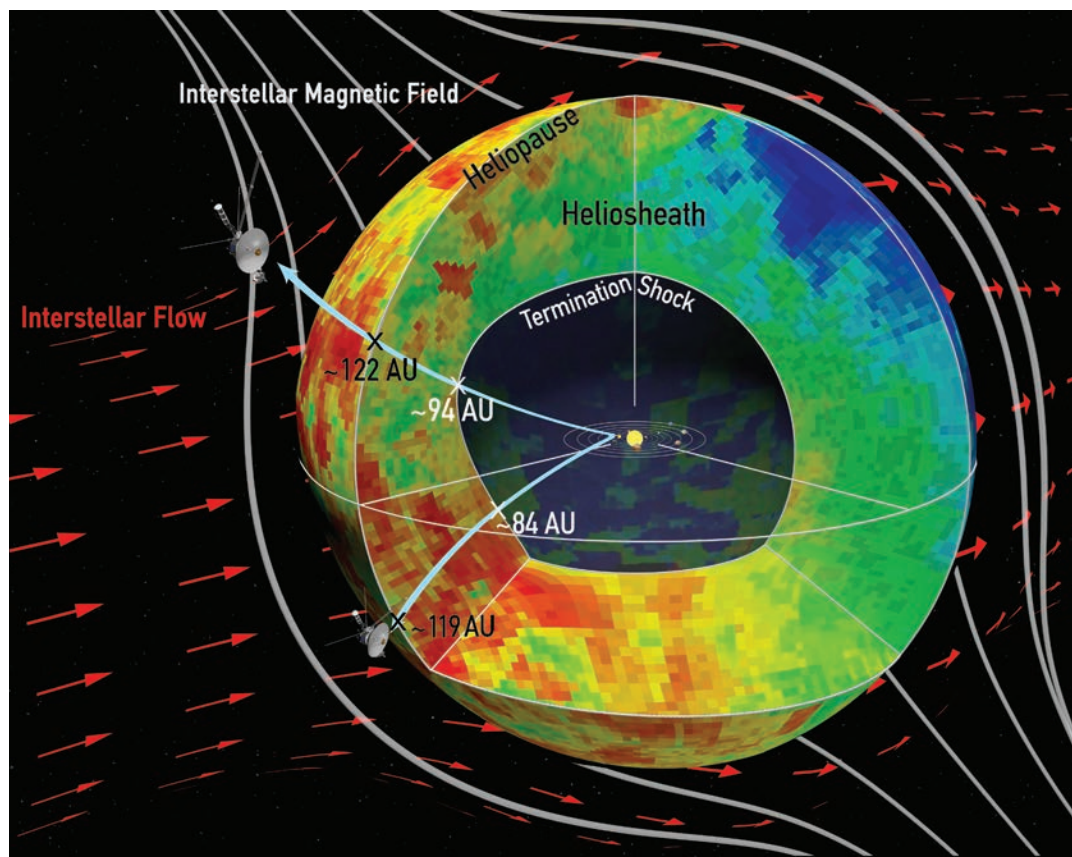 Interstellar Magnetic Field
Heliopause
Heliosheath
Termination Shock
Interstellar Flow
~122 AU
~94 AU
~84 AU
~119 AU